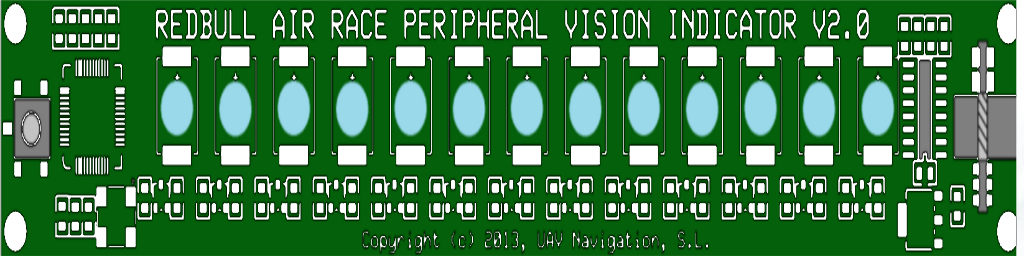 REDBULL AIR RACE PERIPHERAL VISION INDICATOR V2.0
Copyright (c) 2013, UAV Navigation, S.L.